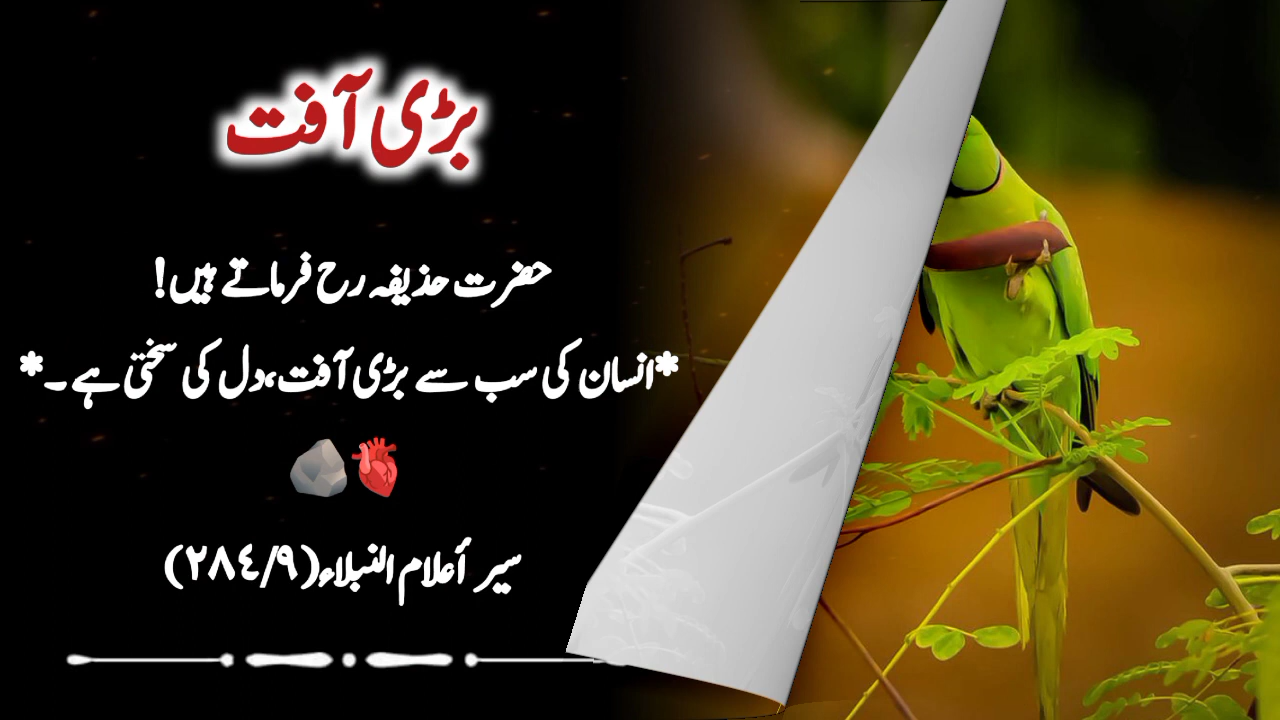 بڑی آفت
حضرت حذیفہ رح فرماتے ہیں!
*انسان کی سب سے بڑی آفت،دل کی سختی ہے ۔*
🫀🪨
سير أعلام النبلاء(٢٨٤/٩)